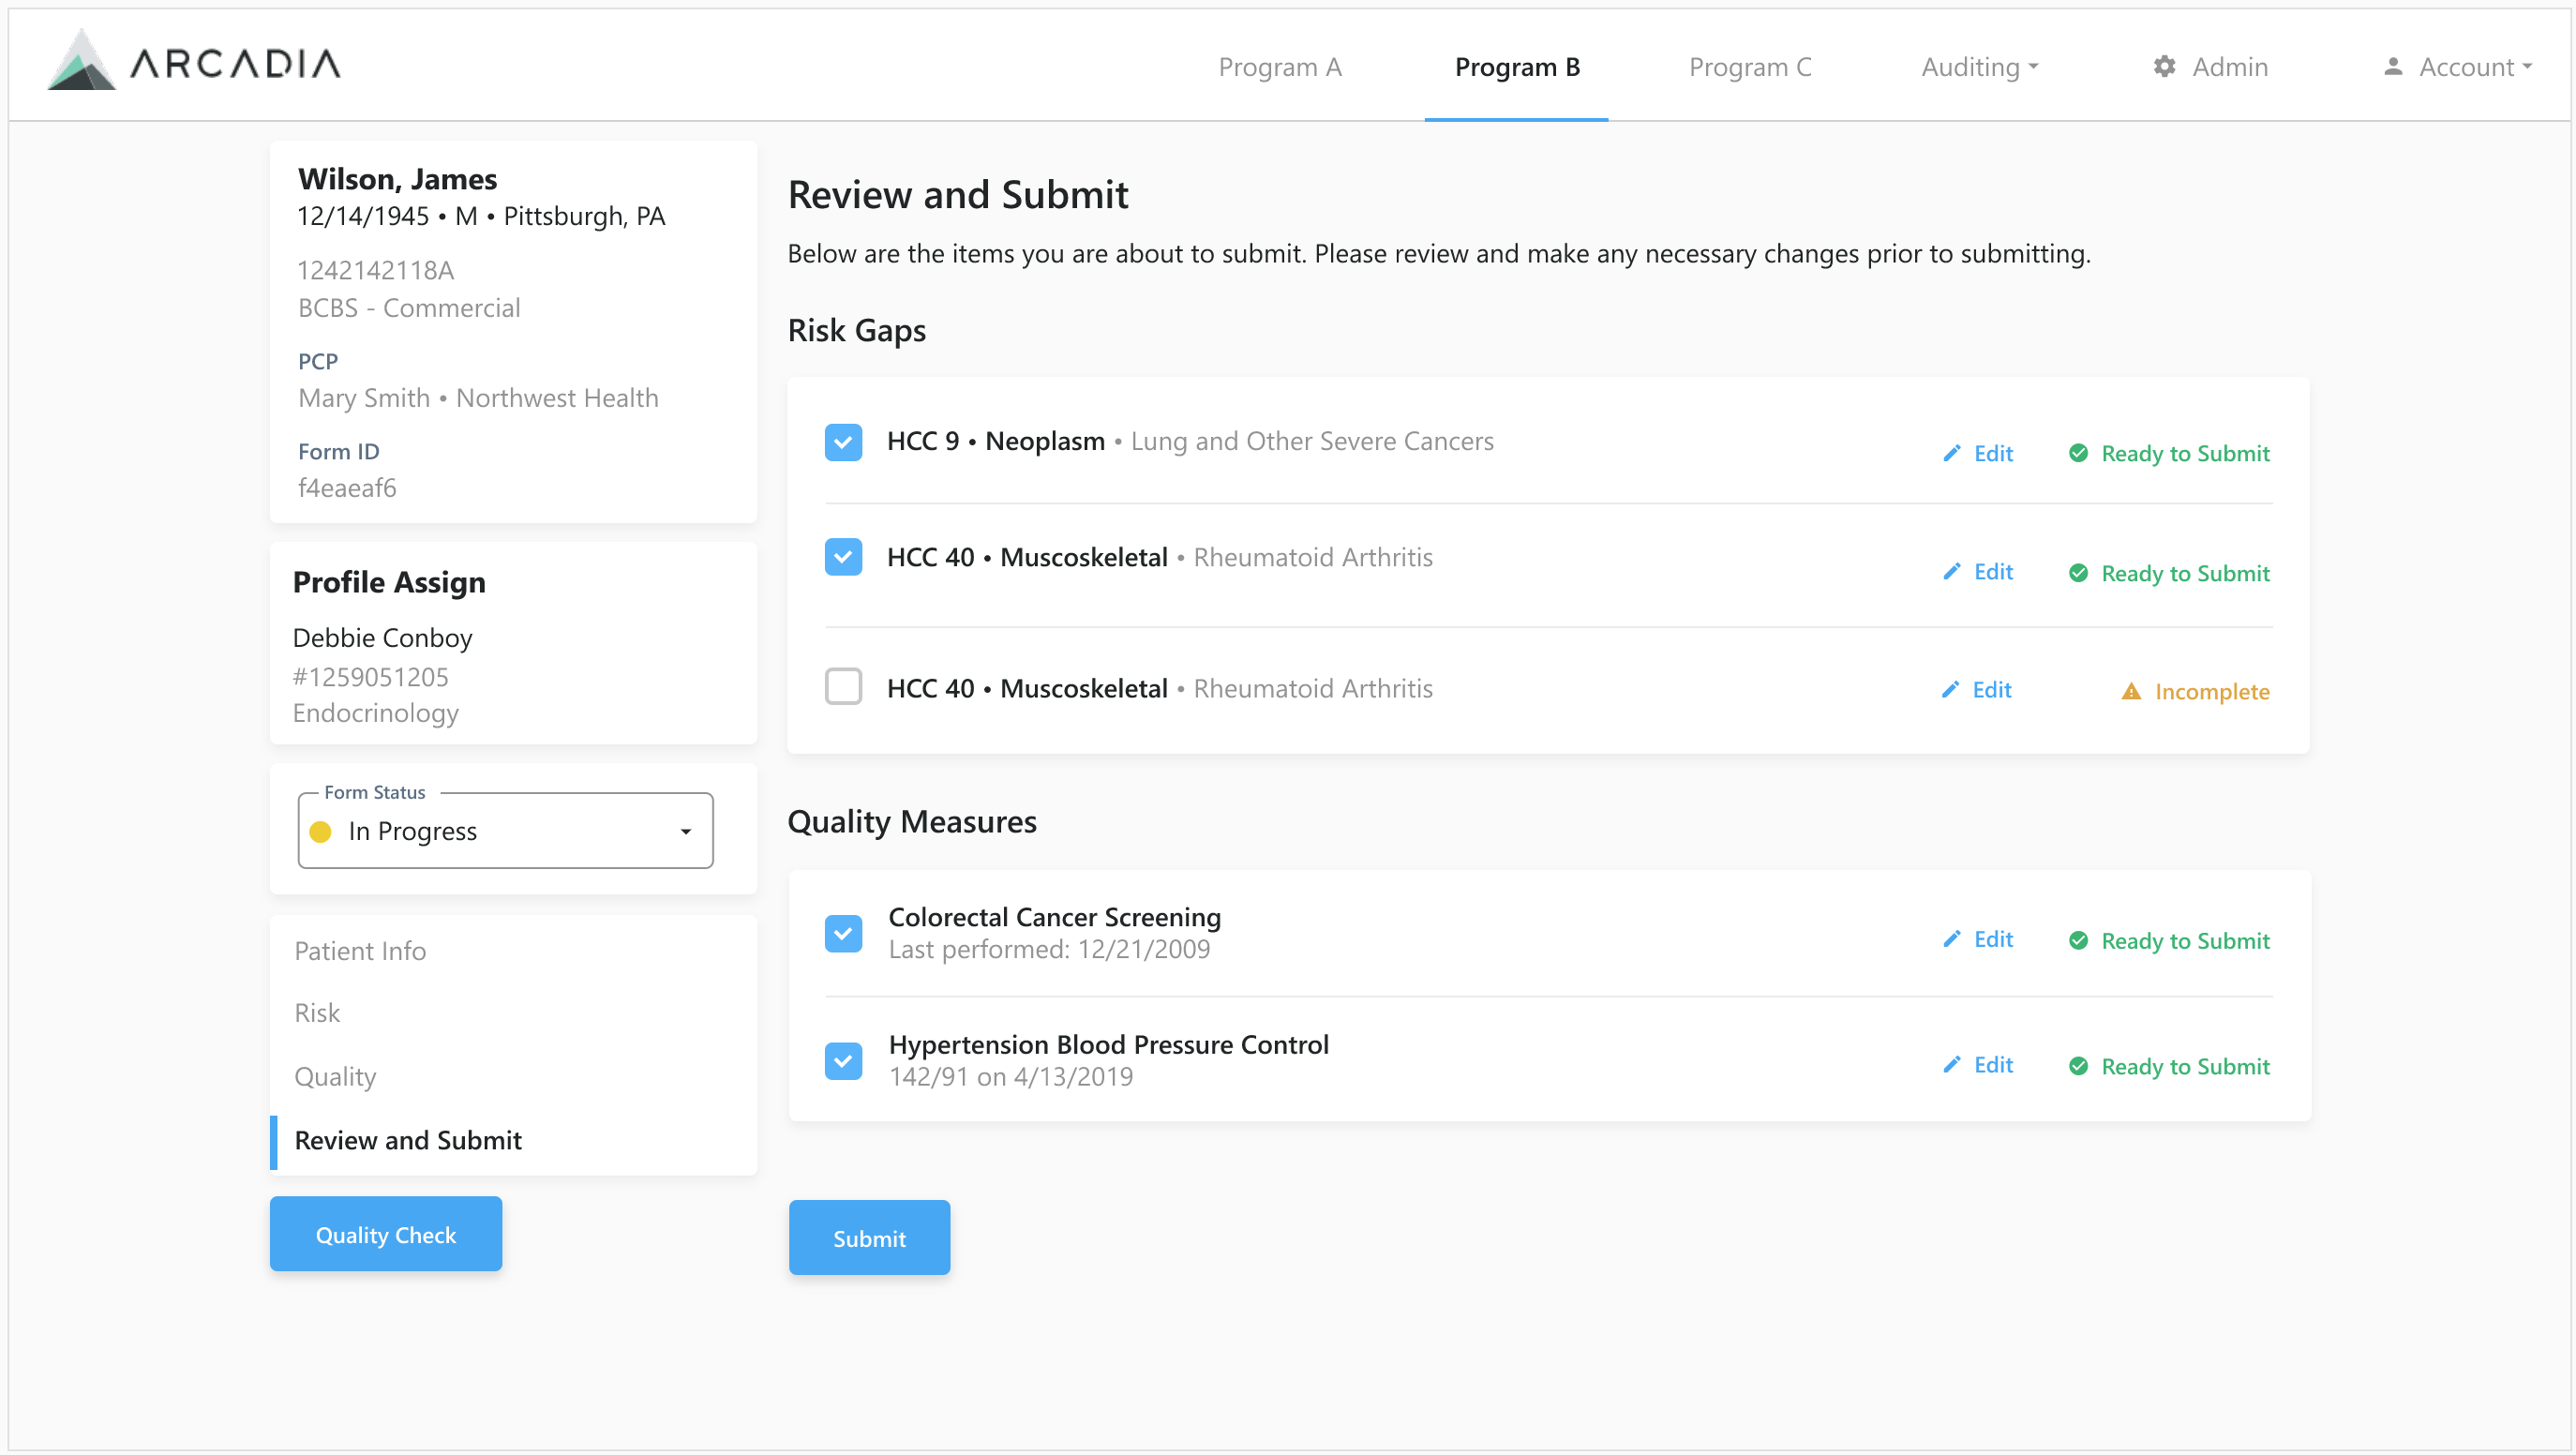 ARCADIA
Program A
Program B
Program C
Auditing
Admin
Account
Wilson, James
12/14/1945 • M • Pittsburgh, PA
1242142118A
BCBS - Commercial
PCP
Mary Smith • Northwest Health
Form ID
f4eaeaf6
Profile Assign
Debbie Conboy
#1259051205
Endocrinology
Form Status
In Progress
Patient Info
Risk
Quality
Review and Submit
Quality Check
Review and Submit
Below are the items you are about to submit. Please review and make any necessary changes prior to submitting.
Risk Gaps
HCC 9 • Neoplasm • Lung and Other Severe Cancers
Edit
Ready to Submit
HCC 40 • Muscoskeletal • Rheumatoid Arthritis
Edit
Ready to Submit
HCC 40 • Muscoskeletal • Rheumatoid Arthritis
Edit
Incomplete
Quality Measures
Colorectal Cancer Screening
Last performed: 12/21/2009
Edit
Ready to Submit
Hypertension Blood Pressure Control
142/91 on 4/13/2019
Edit
Ready to Submit
Submit